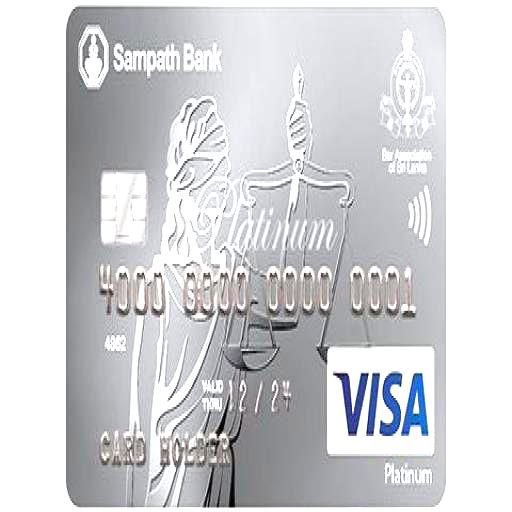 Sampath Bank
Bar Association
of Sri Lanka
Platinum
4000 0000 0000 0001
4962
VALID
THRU 12/24
VISA
CARD HOLDER
Platinum